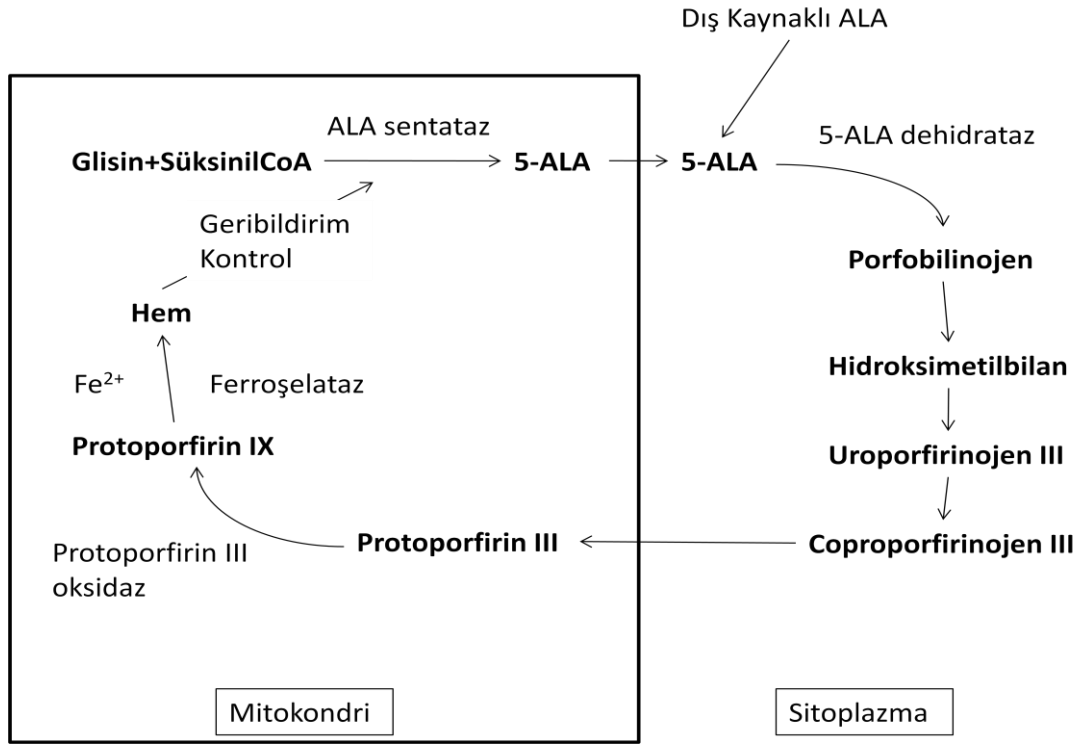 Dış Kaynaklı ALA
ALA sentataz
5-ALA dehidrataz
Glisin+SüksinilCoA
5-ALA
5-ALA
Geribildirim
Kontrol
Porfobilinojen
Hem
Hidroksimetilbilan
Fe²⁺
Ferroşelataz
Protoporfirin IX
Uroporfirinojen III
Protoporfirin III
Coproporfirinojen III
Protoporfirin III
oksidaz
Mitokondri
Sitoplazma